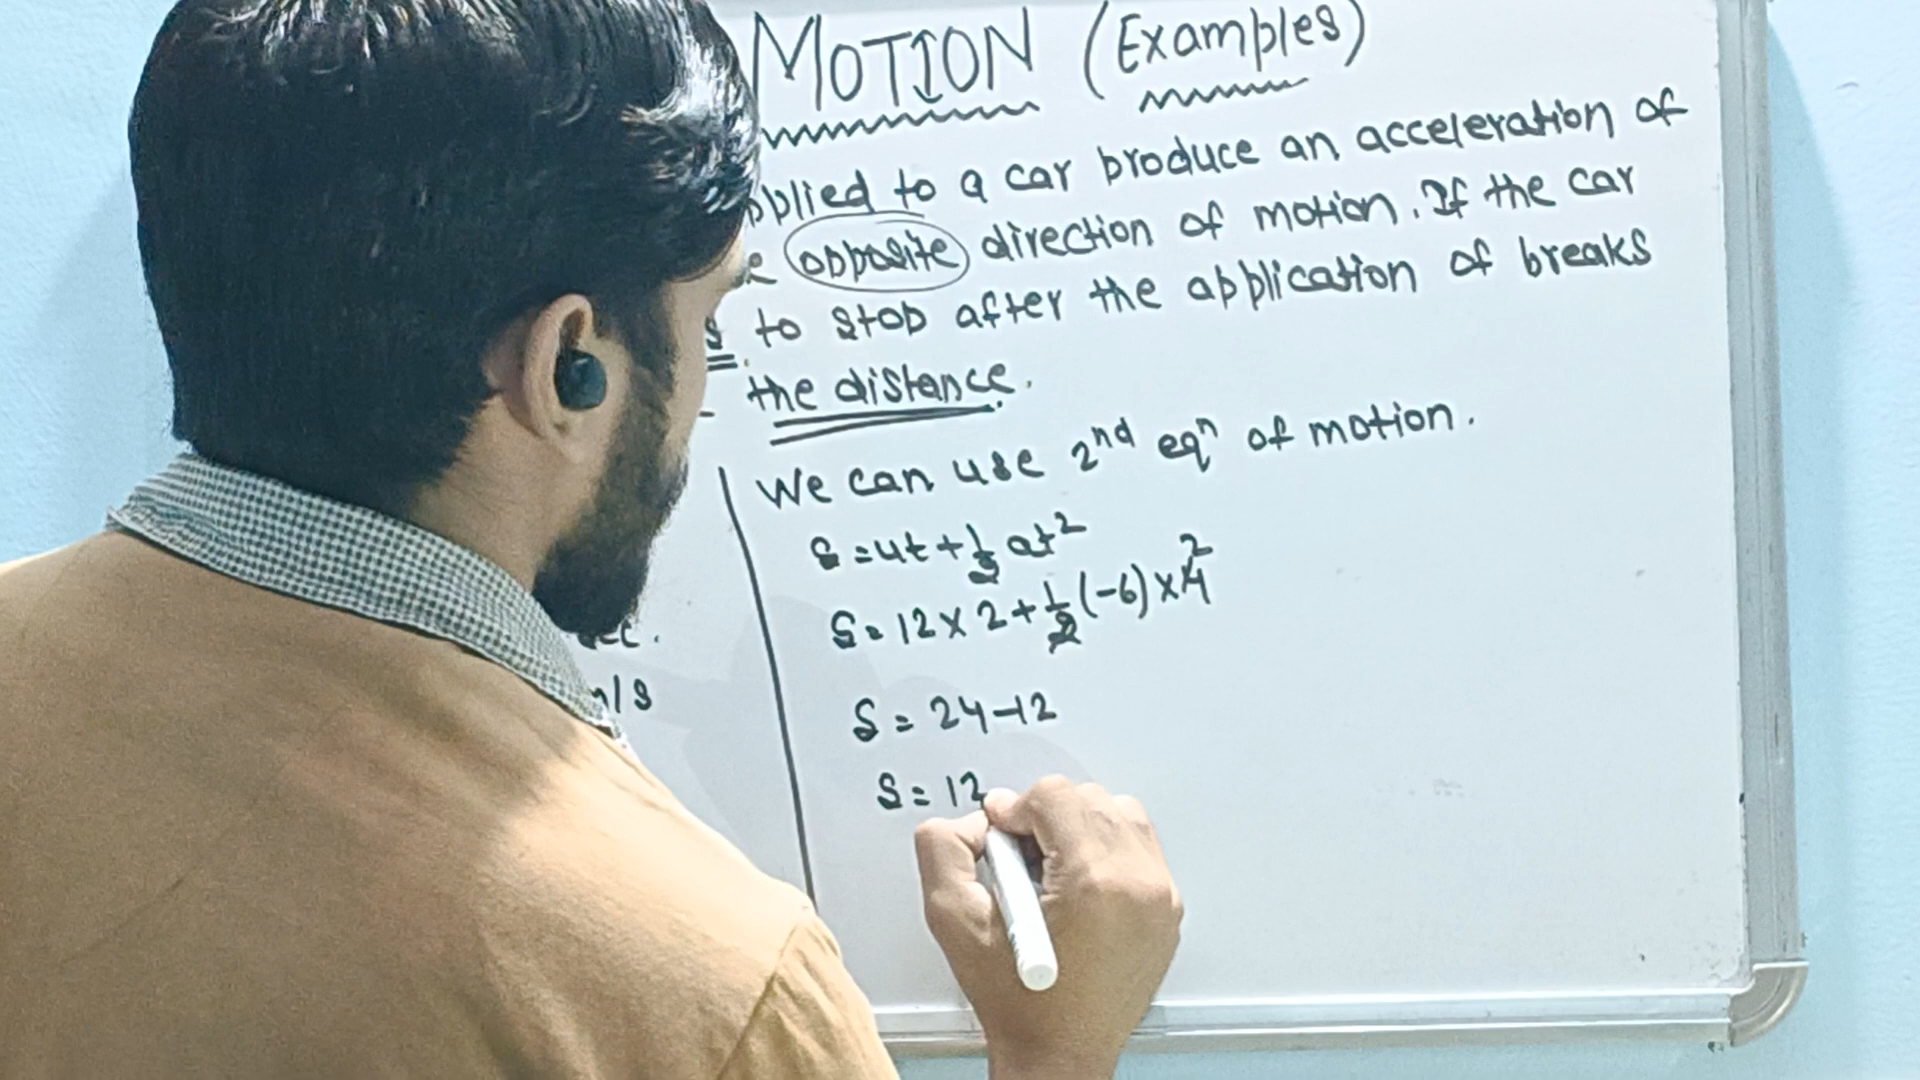 MOTION (Examples)
pplied to a car produce an acceleration of
e opposite direction of motion. If the car
s to stop after the application of breaks
the distance.
We can use 2nd eqn of motion.
S = ut + 1/2 at²
S = 12 × 2 + 1/2 (-6) × 4 2
ec.
m/s
S = 24 - 12
S = 12